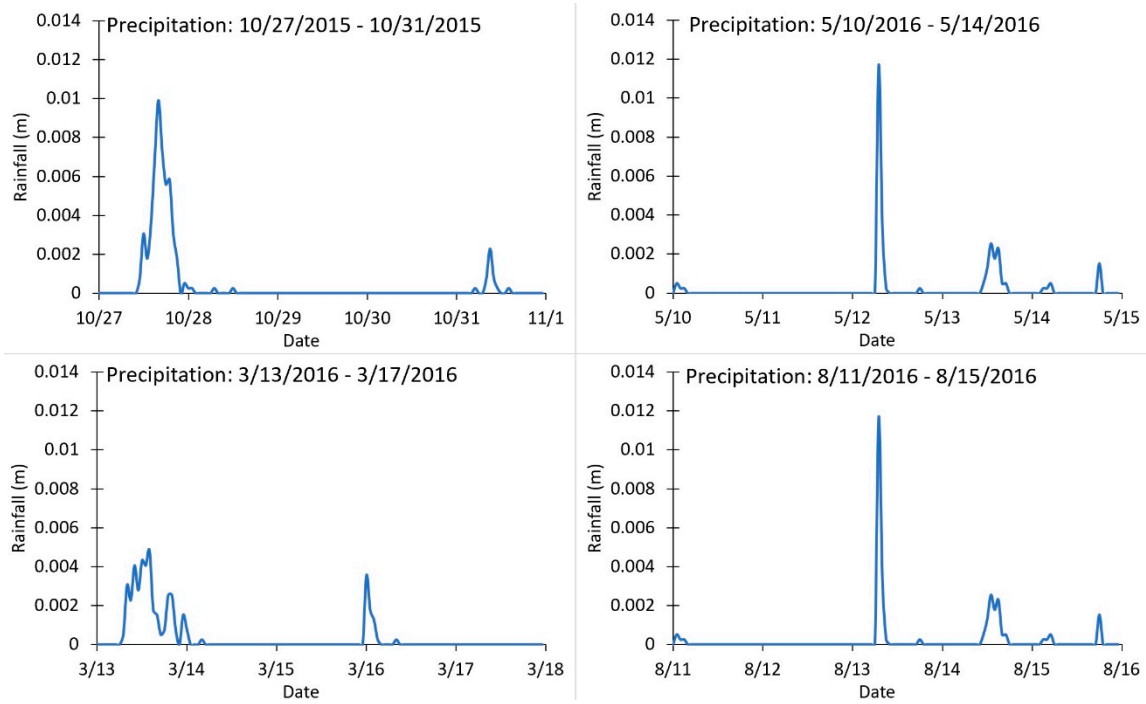 Precipitation: 10/27/2015 - 10/31/2015
0.014
0.012
0.01
0.008
0.006
0.004
0.002
0
Rainfall (m)
10/27 10/28 10/29 10/30 10/31 11/1
Date
Precipitation: 5/10/2016 - 5/14/2016
0.014
0.012
0.01
0.008
0.006
0.004
0.002
0
Rainfall (m)
5/10 5/11 5/12 5/13 5/14 5/15
Date
Precipitation: 3/13/2016 - 3/17/2016
0.014
0.012
0.01
0.008
0.006
0.004
0.002
0
Rainfall (m)
3/13 3/14 3/15 3/16 3/17 3/18
Date
Precipitation: 8/11/2016 - 8/15/2016
0.014
0.012
0.01
0.008
0.006
0.004
0.002
0
Rainfall (m)
8/11 8/12 8/13 8/14 8/15 8/16
Date